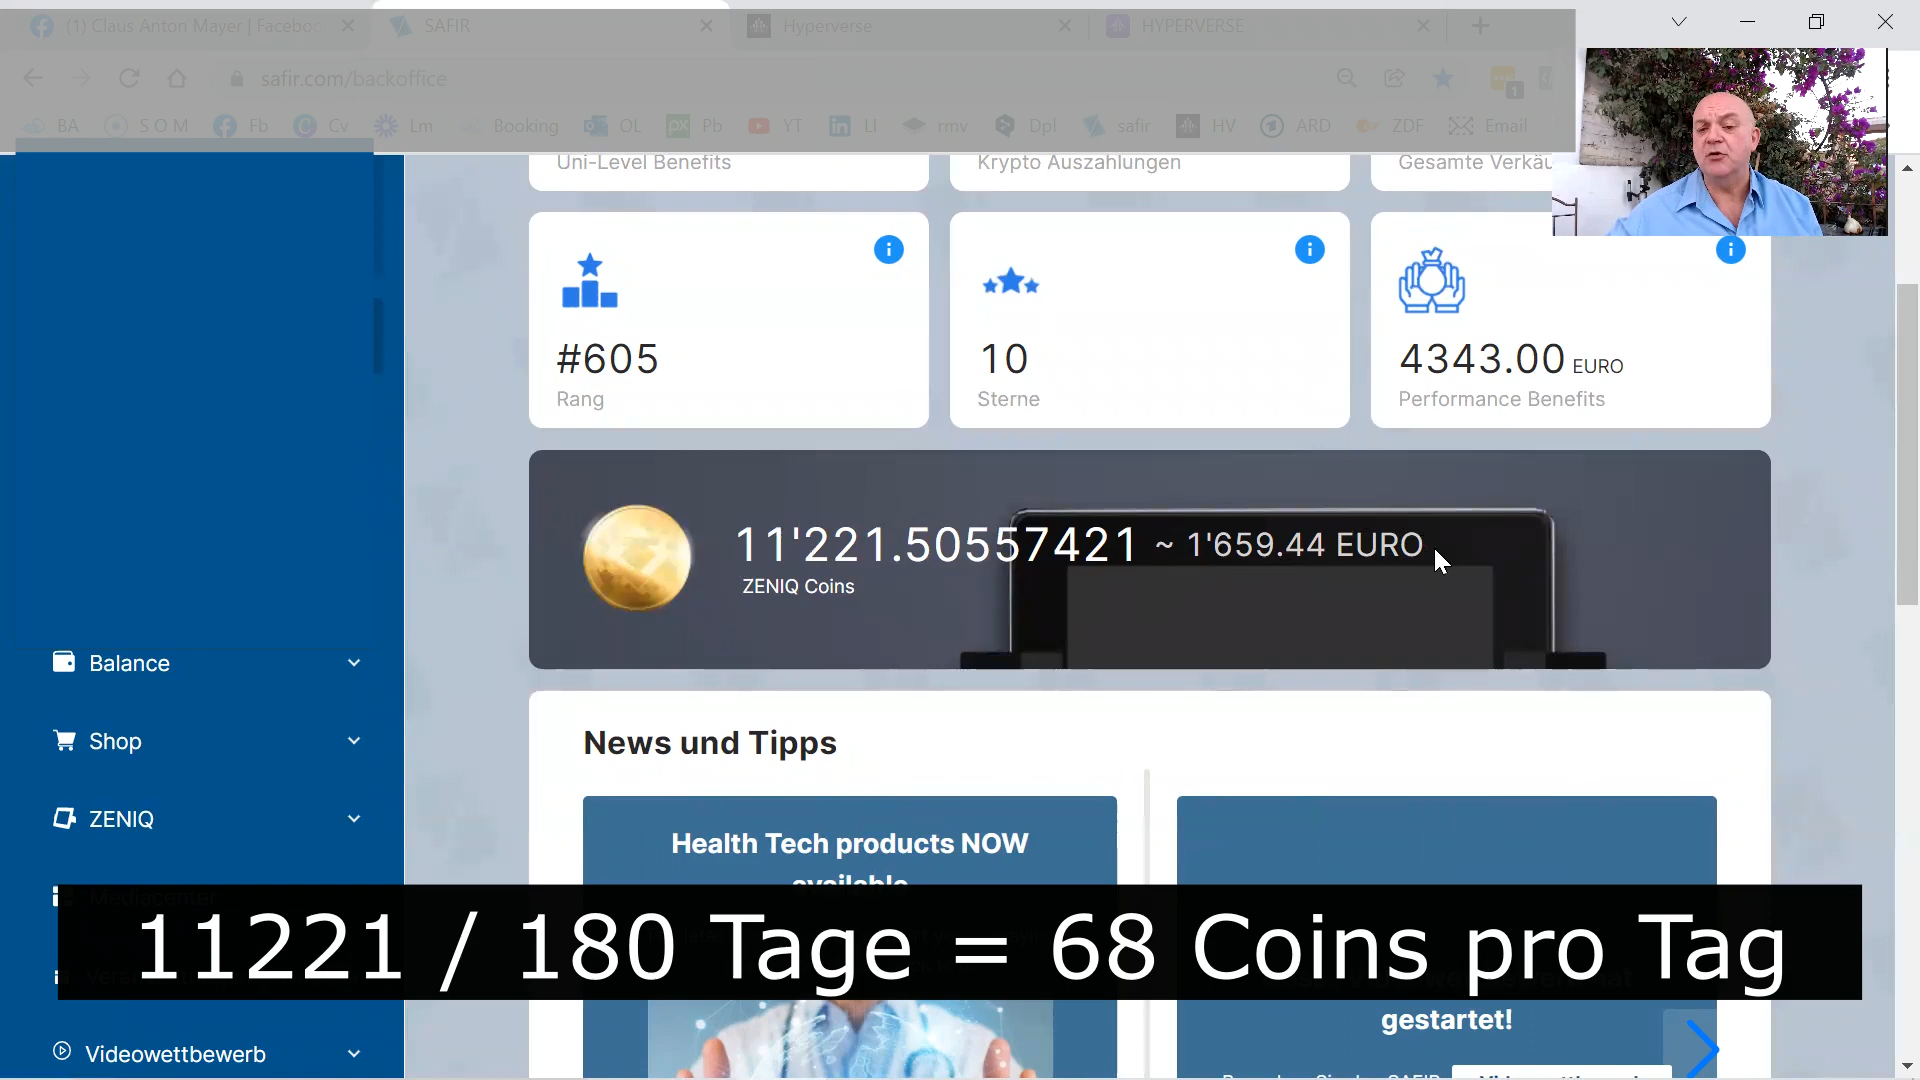 (1) Claus Anton Mayer | Faceboo
SAFIR
Hyperverse
HYPERVERSE
safir.com/backoffice
1
BA
S O M
Fb
Cv
Lm
Booking
OL
Pb
YT
LI
rmv
Dpl
safir
HV
ARD
ZDF
Email
Uni-Level Benefits
Krypto Auszahlungen
Gesamte Verkäu
#605
Rang
10
Sterne
4343.00 EURO
Performance Benefits
11'221.50557421 ~ 1'659.44 EURO
ZENIQ Coins
Balance
Shop
ZENIQ
Mediacenter
Videowettbewerb
News und Tipps
Health Tech products NOW
available
gestartet!
11221 / 180 Tage = 68 Coins pro Tag